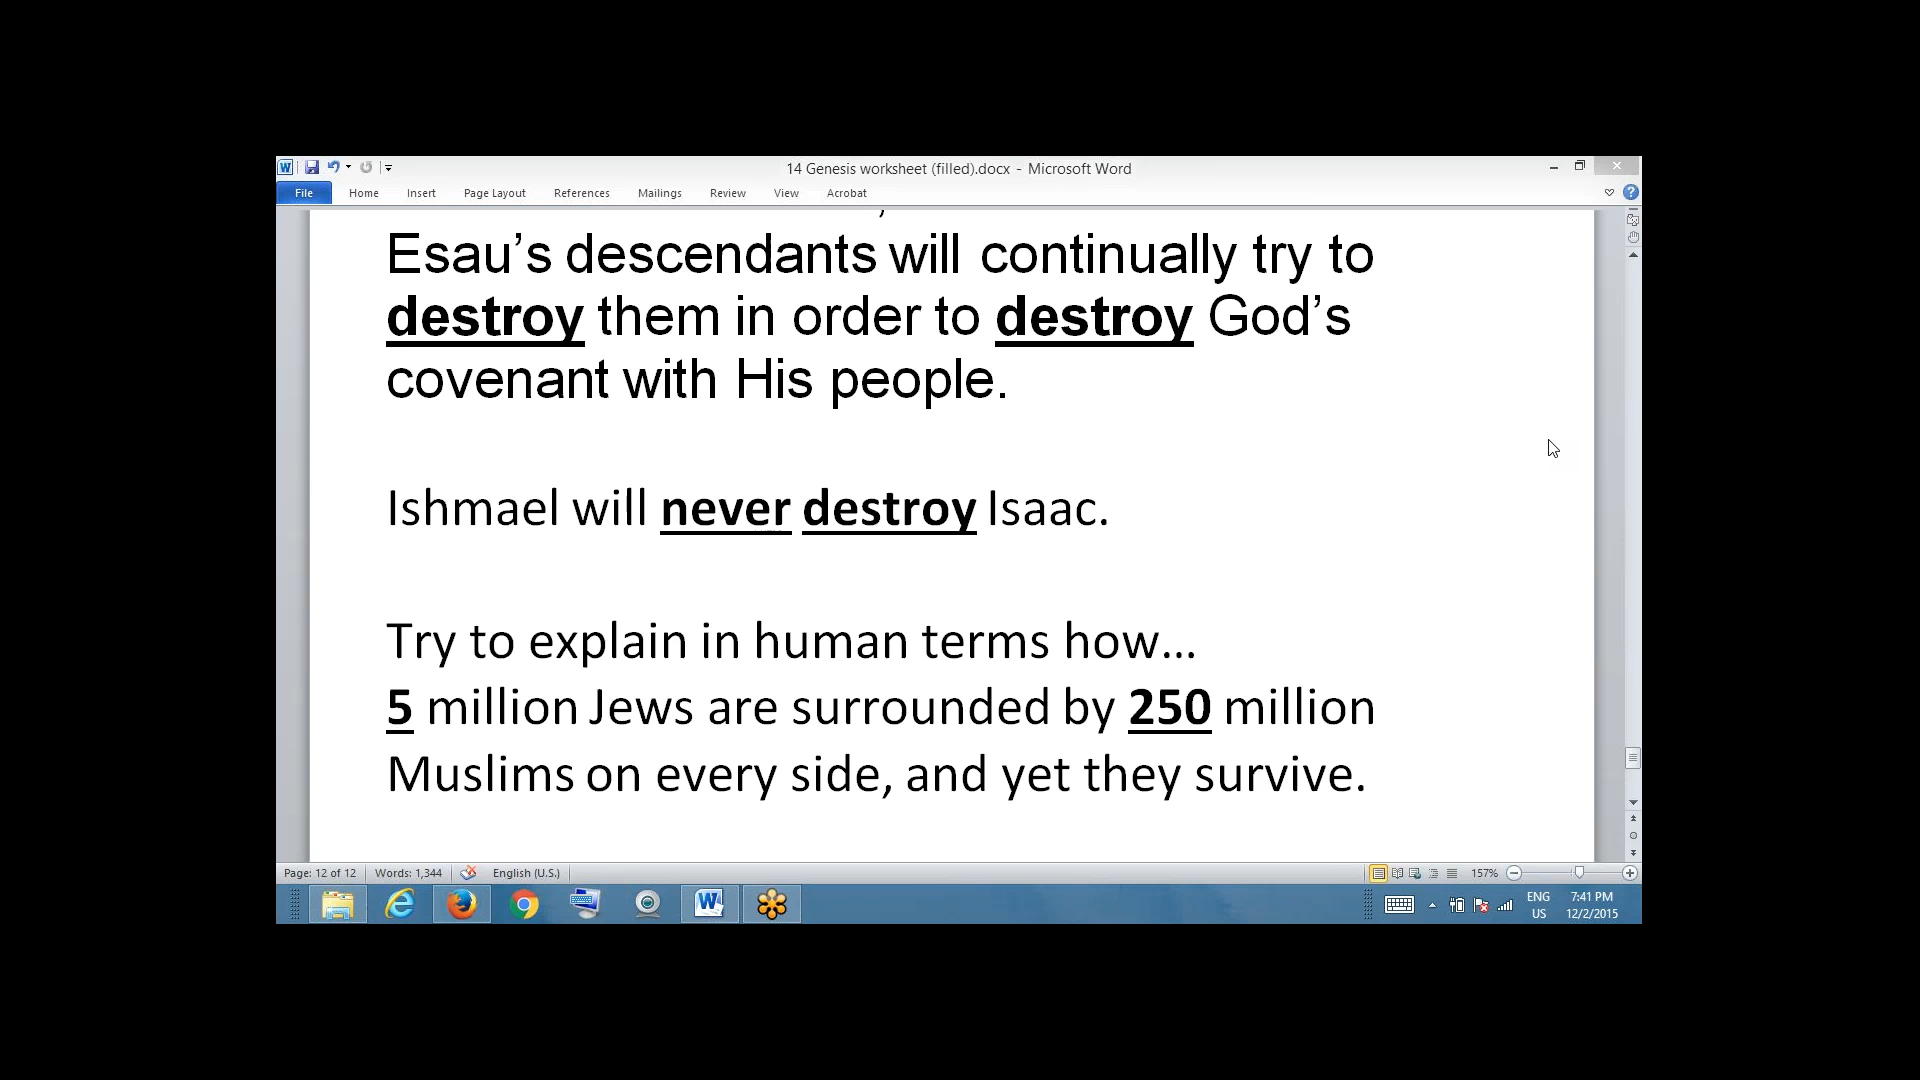 14 Genesis worksheet (filled).docx - Microsoft Word
File Home Insert Page Layout References Mailings Review View Acrobat
Esau’s descendants will continually try to
destroy them in order to destroy God’s
covenant with His people.
Ishmael will never destroy Isaac.
Try to explain in human terms how...
5 million Jews are surrounded by 250 million
Muslims on every side, and yet they survive.
Page: 12 of 12 Words: 1,344 English (U.S.) 157%
ENG 7:41 PM
US 12/2/2015